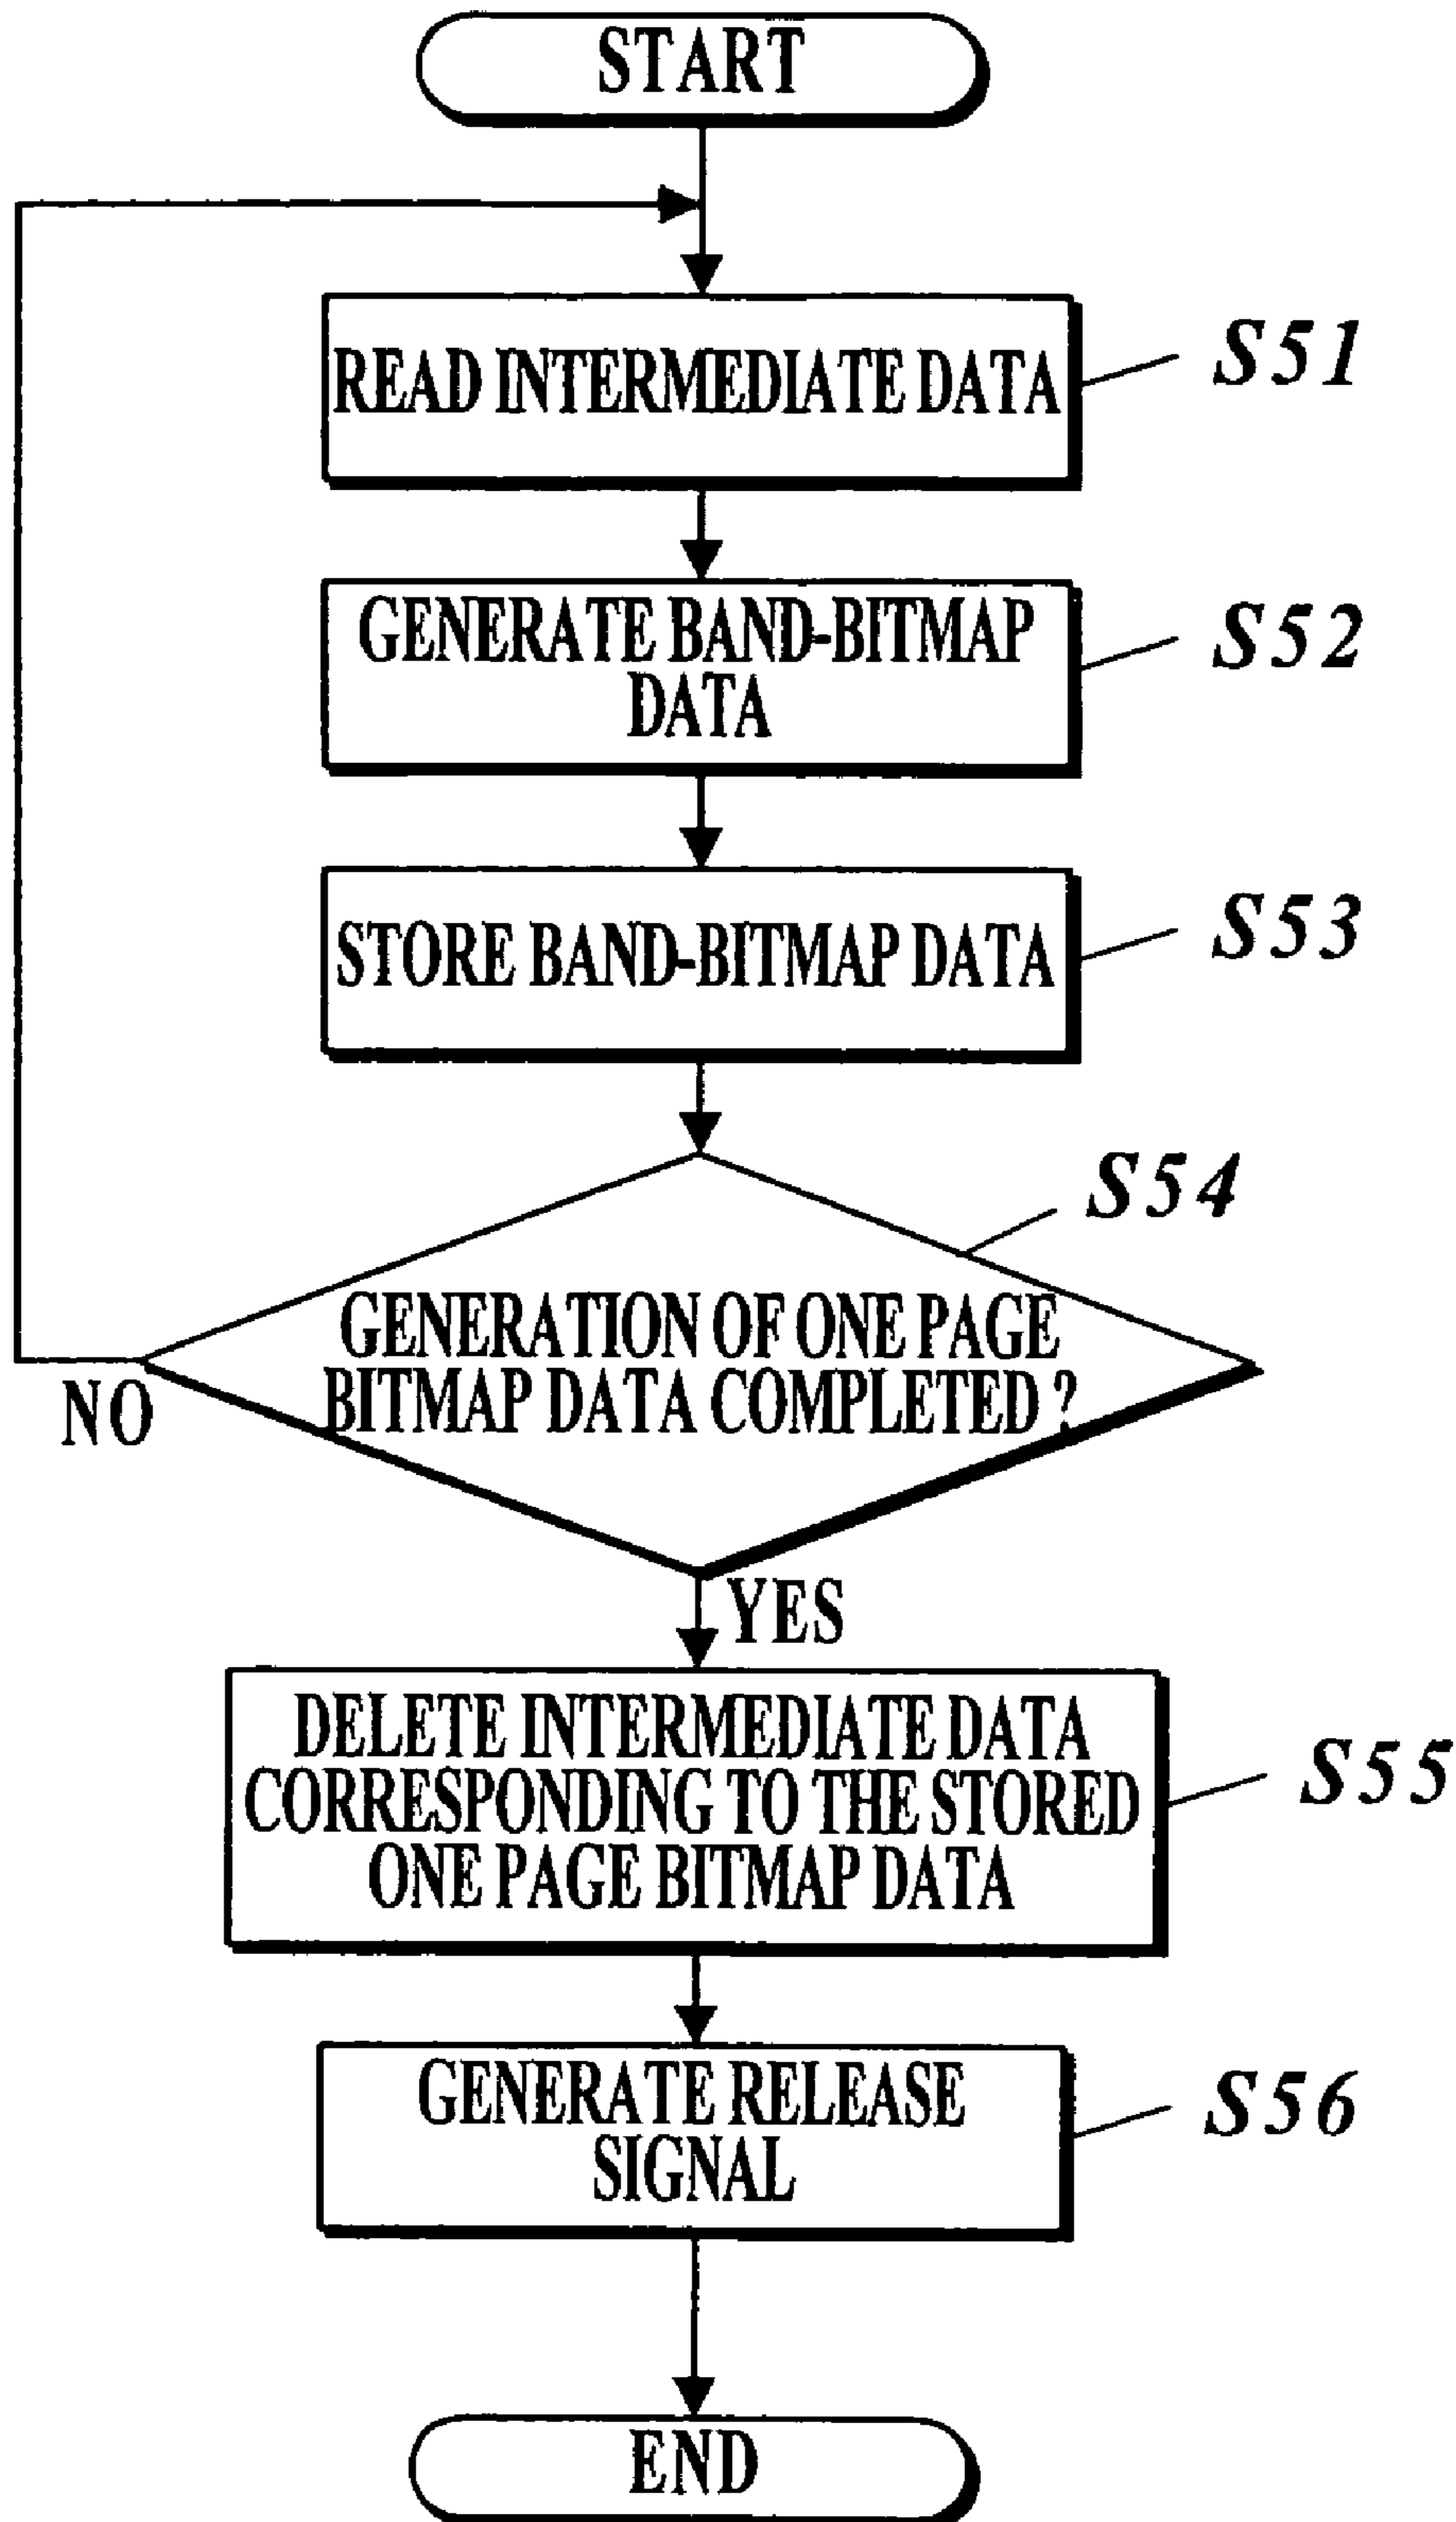 START
READ INTERMEDIATE DATA
S51
GENERATE BAND-BITMAP
DATA
S52
STORE BAND-BITMAP DATA
S53
S54
GENERATION OF ONE PAGE
BITMAP DATA COMPLETED ?
NO
YES
DELETE INTERMEDIATE DATA
CORRESPONDING TO THE STORED
ONE PAGE BITMAP DATA
S55
GENERATE RELEASE
SIGNAL
S56
END